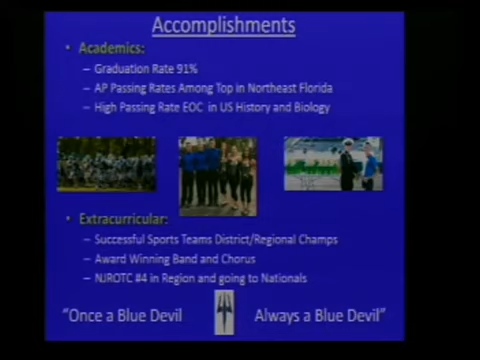 Accomplishments
• Academics:
– Graduation Rate 91%
– AP Passing Rates Among Top in Northeast Florida
– High Passing Rate EOC in US History and Biology
• Extracurricular:
– Successful Sports Teams District/Regional Champs
– Award Winning Band and Chorus
– NJROTC #4 in Region and going to Nationals
“Once a Blue Devil Always a Blue Devil”